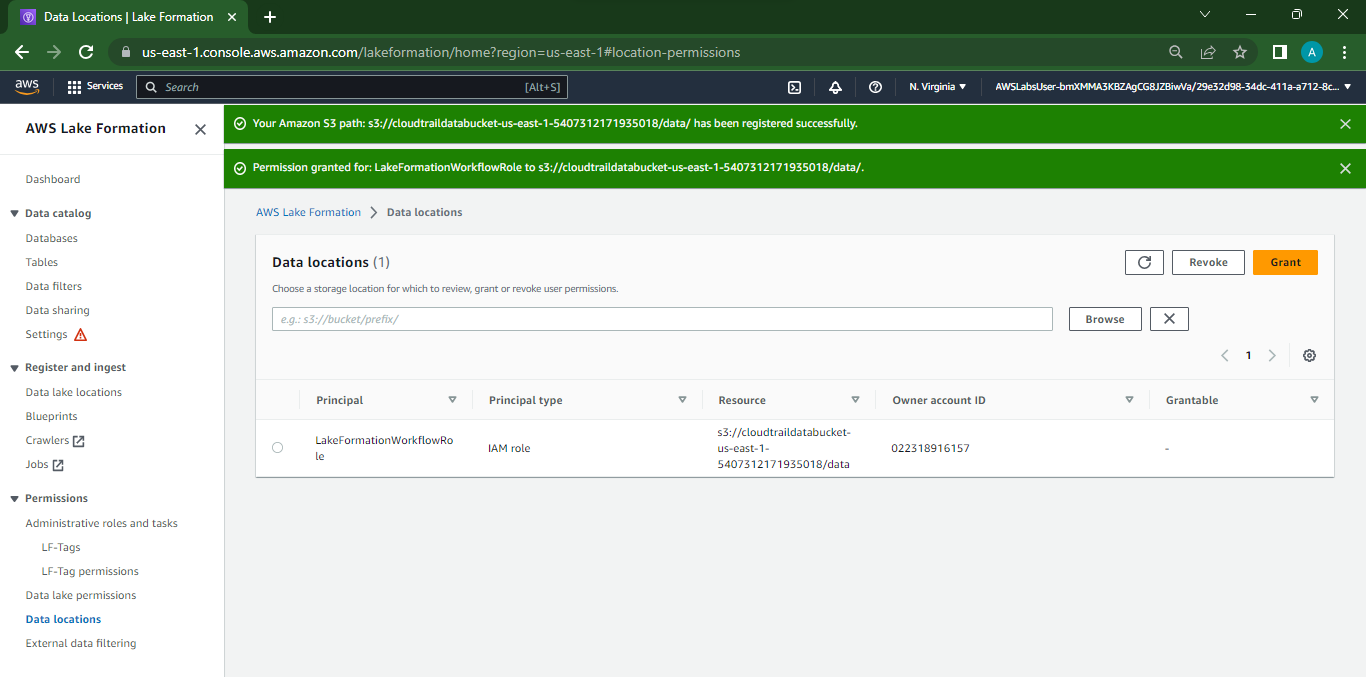 Data Locations | Lake Formation
us-east-1.console.aws.amazon.com/lakeformation/home?region=us-east-1#location-permissions
A
aws
Services
Search
[Alt+S]
N. Virginia
AWSLabsUser-bmXMMA3KBZAgCG8JZBiwVa/29e32d98-34dc-411a-a712-8c...
AWS Lake Formation
Dashboard
Data catalog
Databases
Tables
Data filters
Data sharing
Settings
Register and ingest
Data lake locations
Blueprints
Crawlers
Jobs
Permissions
Administrative roles and tasks
LF-Tags
LF-Tag permissions
Data lake permissions
Data locations
External data filtering
Your Amazon S3 path: s3://cloudtraildatabucket-us-east-1-5407312171935018/data/ has been registered successfully.
Permission granted for: LakeFormationWorkflowRole to s3://cloudtraildatabucket-us-east-1-5407312171935018/data/.
AWS Lake Formation > Data locations
Data locations (1)
Revoke
Grant
Choose a storage location for which to review, grant or revoke user permissions.
e.g.: s3://bucket/prefix/
Browse
1
Principal
Principal type
Resource
Owner account ID
Grantable
LakeFormationWorkflowRo
le
IAM role
s3://cloudtraildatabucket-
us-east-1-
5407312171935018/data
022318916157
-